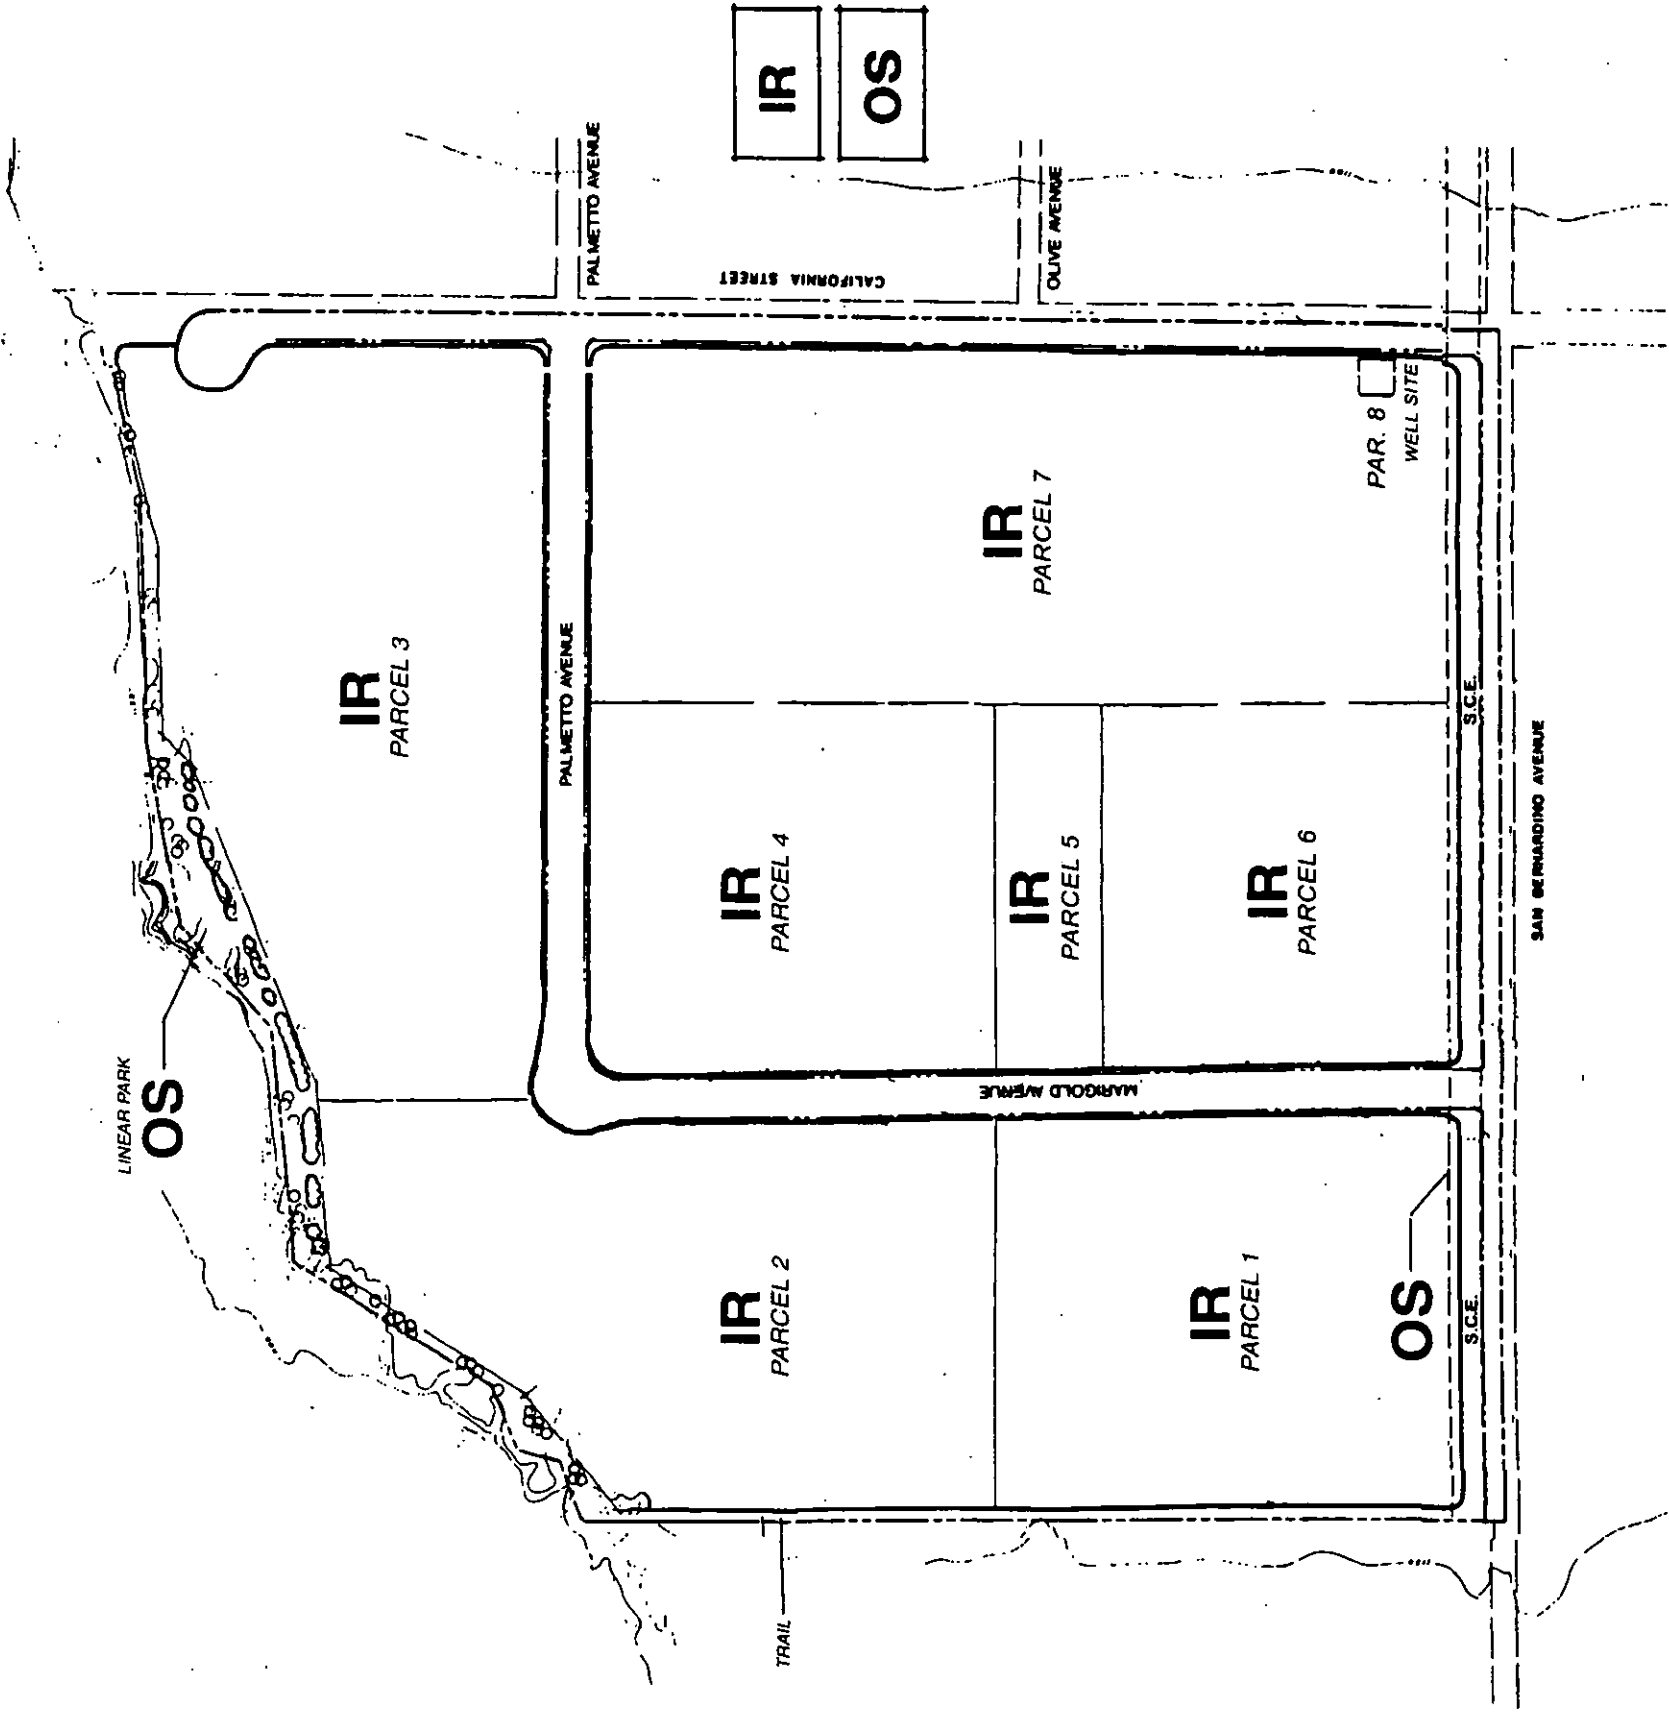 IR
OS
PALMETTO AVENUE
OLIVE AVENUE
CALIFORNIA STREET
PAR. 8
WELL SITE
IR
PARCEL 7
IR
PARCEL 3
PALMETTO AVENUE
S.C.E.
SAN BERNARDINO AVENUE
IR
PARCEL 4
IR
PARCEL 5
IR
PARCEL 6
LINEAR PARK
OS
MARIGOLD AVENUE
IR
PARCEL 2
IR
PARCEL 1
OS
S.C.E.
TRAIL